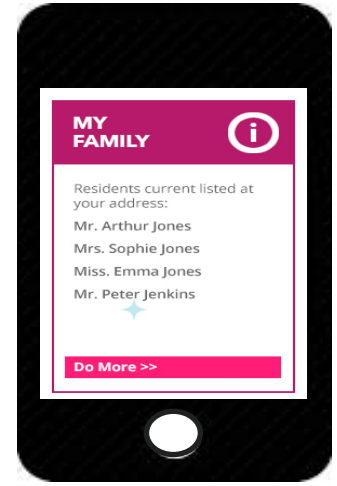 MY
FAMILY
i
Residents current listed at
your address:
Mr. Arthur Jones
Mrs. Sophie Jones
Miss. Emma Jones
Mr. Peter Jenkins
Do More >>